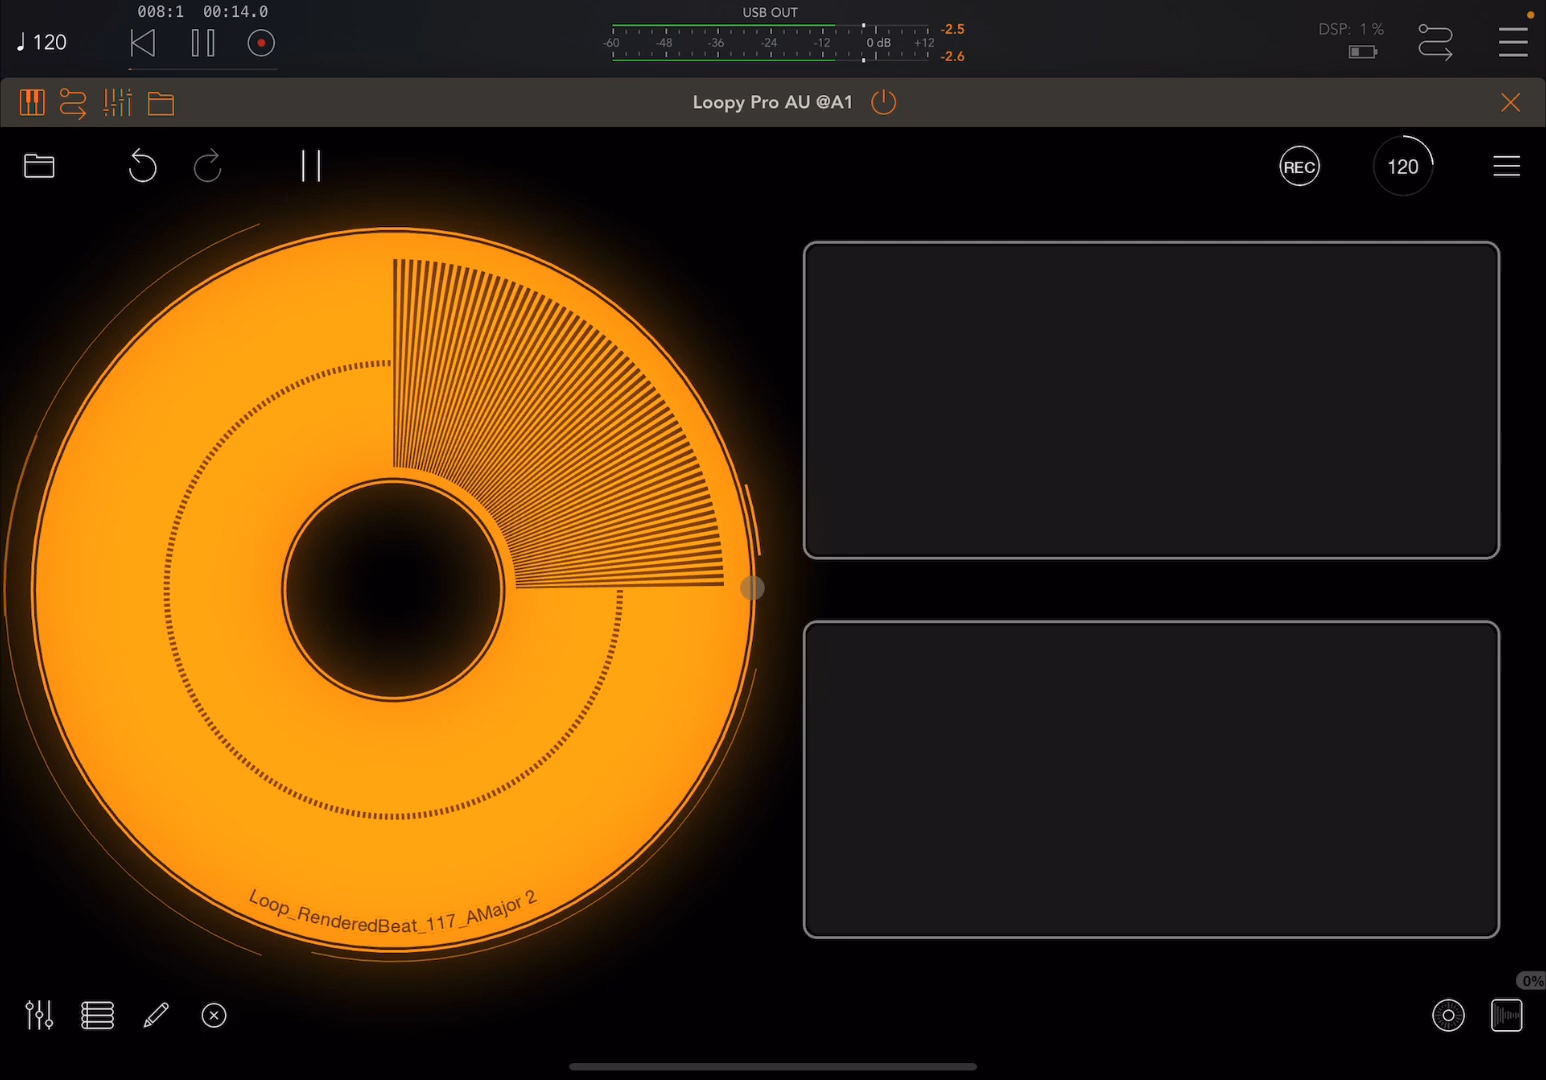 008:1 00:14.0
♩ 120
USB OUT
-60 -48 -36 -24 -12 0 dB +12
-2.5
-2.6
DSP: 1 %
Loopy Pro AU @A1
REC
120
Loop_RenderedBeat_117_AMajor 2
0%